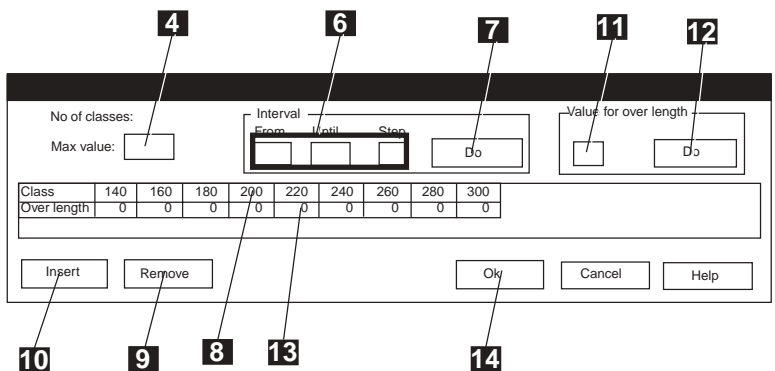 4 6 7 11 12
No of classes: Interval Value for over length
From Until Step
Max value: Do Do
Class 140 160 180 200 220 240 260 280 300
Over length 0 0 0 0 0 0 0 0 0
Insert Remove Ok Cancel Help
10 9 8 13 14